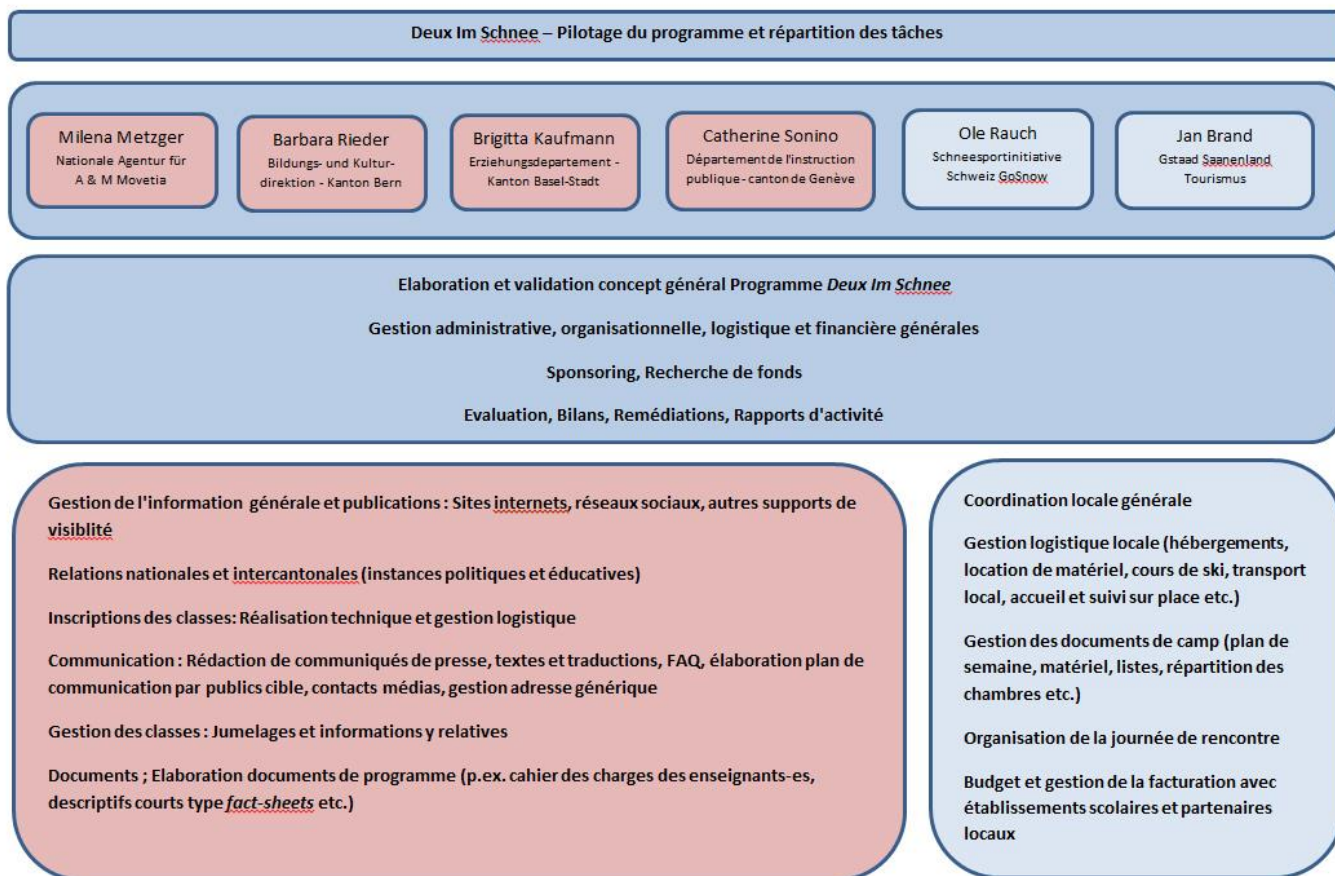 Deux Im Schnee – Pilotage du programme et répartition des tâches
Milena Metzger
Nationale Agentur für
A & M Movetia
Barbara Rieder
Bildungs- und Kultur-
direktion - Kanton Bern
Brigitta Kaufmann
Erziehungsdepartement -
Kanton Basel-Stadt
Catherine Sonino
Département de l'instruction
publique - canton de Genève
Ole Rauch
Schneesportinitiative
Schweiz GoSnow
Jan Brand
Gstaad Saanenland
Tourismus
Elaboration et validation concept général Programme Deux Im Schnee
Gestion administrative, organisationnelle, logistique et financière générales
Sponsoring, Recherche de fonds
Evaluation, Bilans, Remédiations, Rapports d'activité
Gestion de l'information générale et publications : Sites internets, réseaux sociaux, autres supports de
visiblité
Relations nationales et intercantonales (instances politiques et éducatives)
Inscriptions des classes: Réalisation technique et gestion logistique
Communication : Rédaction de communiqués de presse, textes et traductions, FAQ, élaboration plan de
communication par publics cible, contacts médias, gestion adresse générique
Gestion des classes : Jumelages et informations y relatives
Documents ; Elaboration documents de programme (p.ex. cahier des charges des enseignants-es,
descriptifs courts type fact-sheets etc.)
Coordination locale générale
Gestion logistique locale (hébergements,
location de matériel, cours de ski, transport
local, accueil et suivi sur place etc.)
Gestion des documents de camp (plan de
semaine, matériel, listes, répartition des
chambres etc.)
Organisation de la journée de rencontre
Budget et gestion de la facturation avec
établissements scolaires et partenaires
locaux